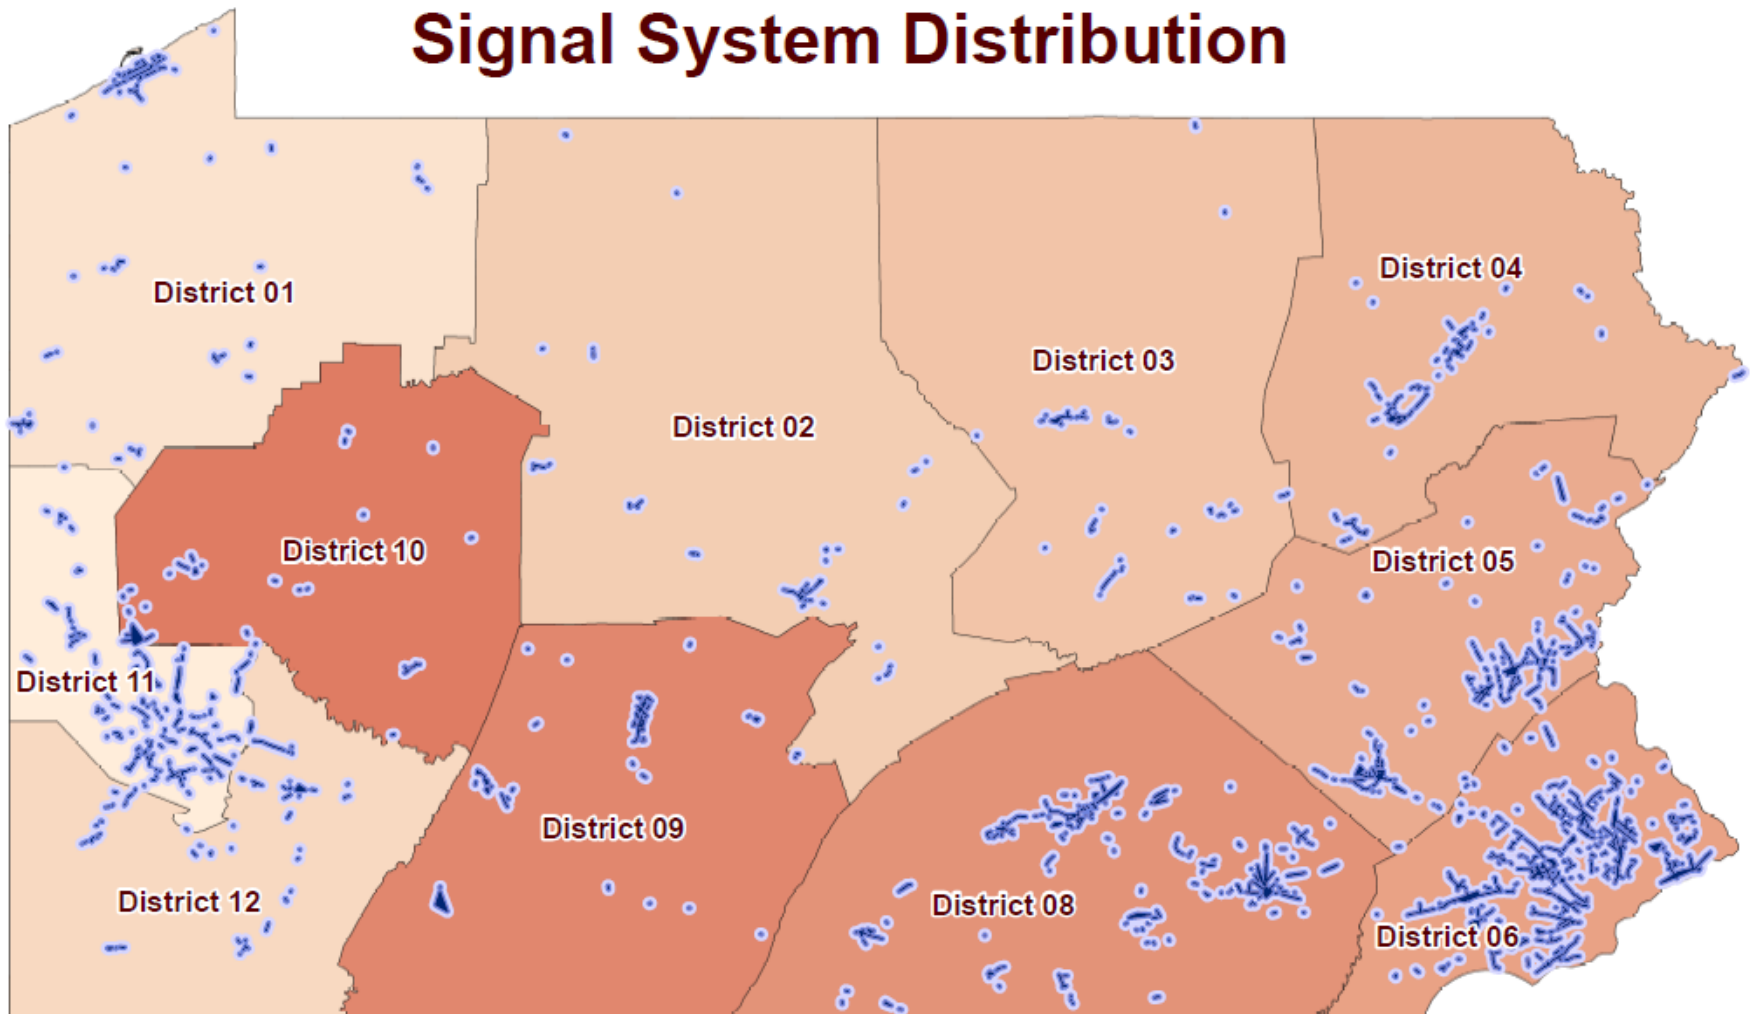 Signal System Distribution
District 01
District 04
District 03
District 02
District 10
District 05
District 11
District 09
District 12
District 08
District 06